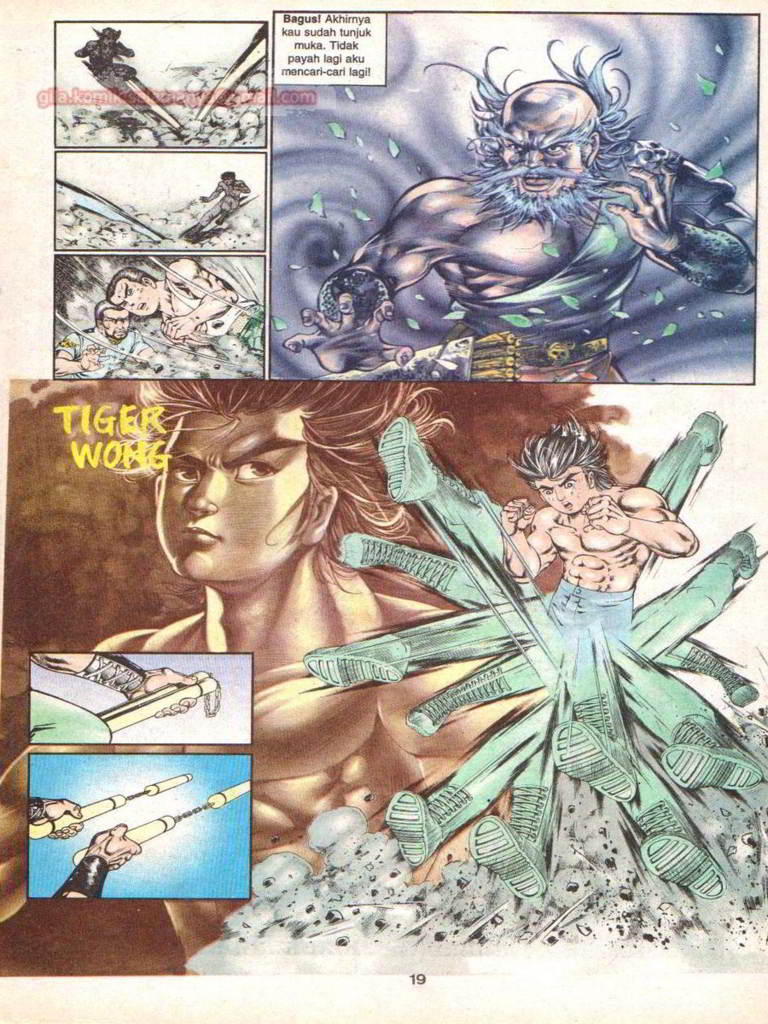 Bagus! Akhirnya
kau sudah tunjuk
muka. Tidak
payah lagi aku
mencari-cari lagi!
TIGER
WONG
19